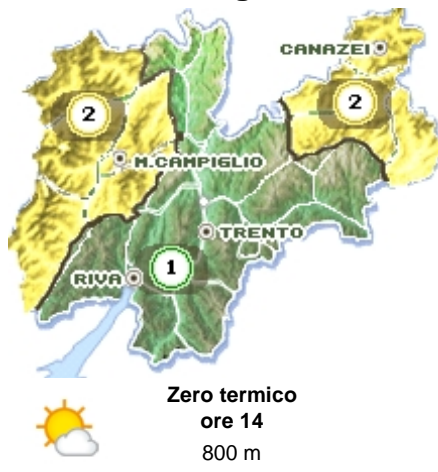 CANAZEI
2
2
M.CAMPIGLIO
TRENTO
RIVA
1
Zero termico
ore 14
800 m